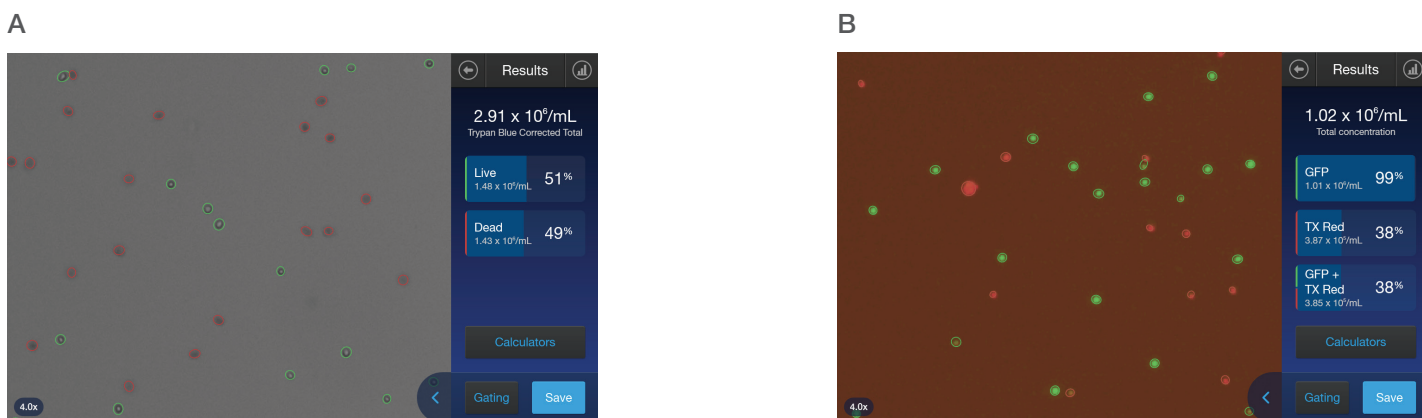 A
Results
2.91 x 10⁶/mL
Trypan Blue Corrected Total
Live
1.48 x 10⁶/mL
51%
Dead
1.43 x 10⁶/mL
49%
Calculators
Gating
Save
4.0x
B
Results
1.02 x 10⁶/mL
Total concentration
GFP
1.01 x 10⁶/mL
99%
TX Red
3.87 x 10⁵/mL
38%
GFP +
TX Red
3.85 x 10⁵/mL
38%
Calculators
Gating
Save
4.0x